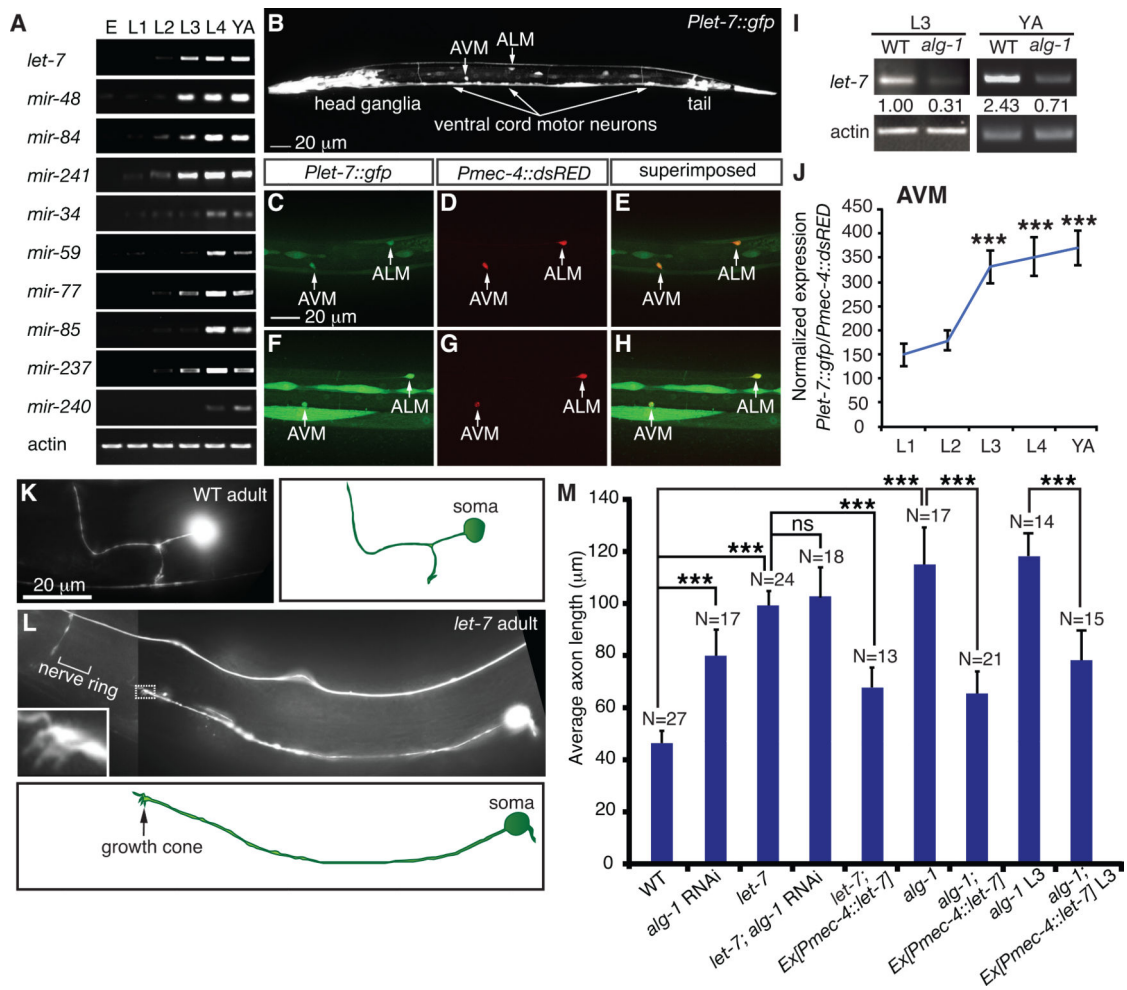 A
E L1 L2 L3 L4 YA
let-7
mir-48
mir-84
mir-241
mir-34
mir-59
mir-77
mir-85
mir-237
mir-240
actin
B
Plet-7::gfp
AVM
ALM
head ganglia
ventral cord motor neurons
tail
20 µm
Plet-7::gfp
Pmec-4::dsRED
superimposed
C
ALM
AVM
20 µm
D
ALM
AVM
E
ALM
AVM
F
ALM
AVM
G
ALM
AVM
H
ALM
AVM
I
L3 YA
WT alg-1 WT alg-1
let-7
1.00 0.31 2.43 0.71
actin
J
AVM
Normalized expression
Plet-7::gfp/Pmec-4::dsRED
450
400
350
300
250
200
150
100
50
0
*** *** ***
L1 L2 L3 L4 YA
K
WT adult
20 µm
soma
L
let-7 adult
nerve ring
soma
growth cone
M
Average axon length (µm)
140
120
100
80
60
40
20
0
*** *** ***
***
*** ns
***
N=27
N=17
N=24
N=18
N=13
N=17
N=21
N=14
N=15
WT
alg-1 RNAi
let-7
let-7; alg-1 RNAi
let-7;
Ex[Pmec-4::let-7]
alg-1
alg-1;
Ex[Pmec-4::let-7]
alg-1 L3
alg-1;
Ex[Pmec-4::let-7] L3